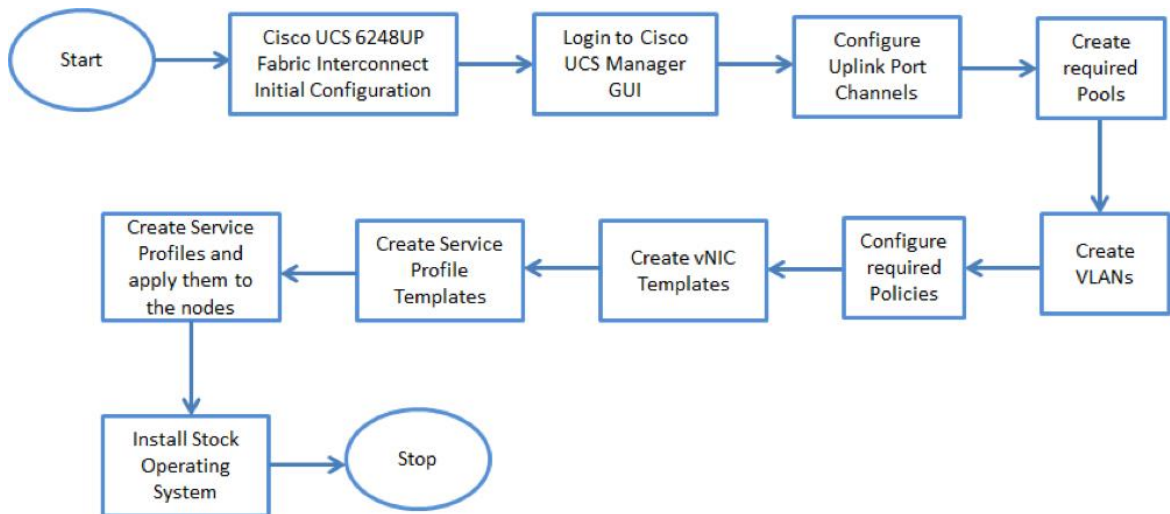 Start
Cisco UCS 6248UP
Fabric Interconnect
Initial Configuration
Login to Cisco
UCS Manager
GUI
Configure
Uplink Port
Channels
Create
required
Pools
Create
VLANs
Configure
required
Policies
Create vNIC
Templates
Create Service
Profile
Templates
Create Service
Profiles and
apply them to
the nodes
Install Stock
Operating
System
Stop